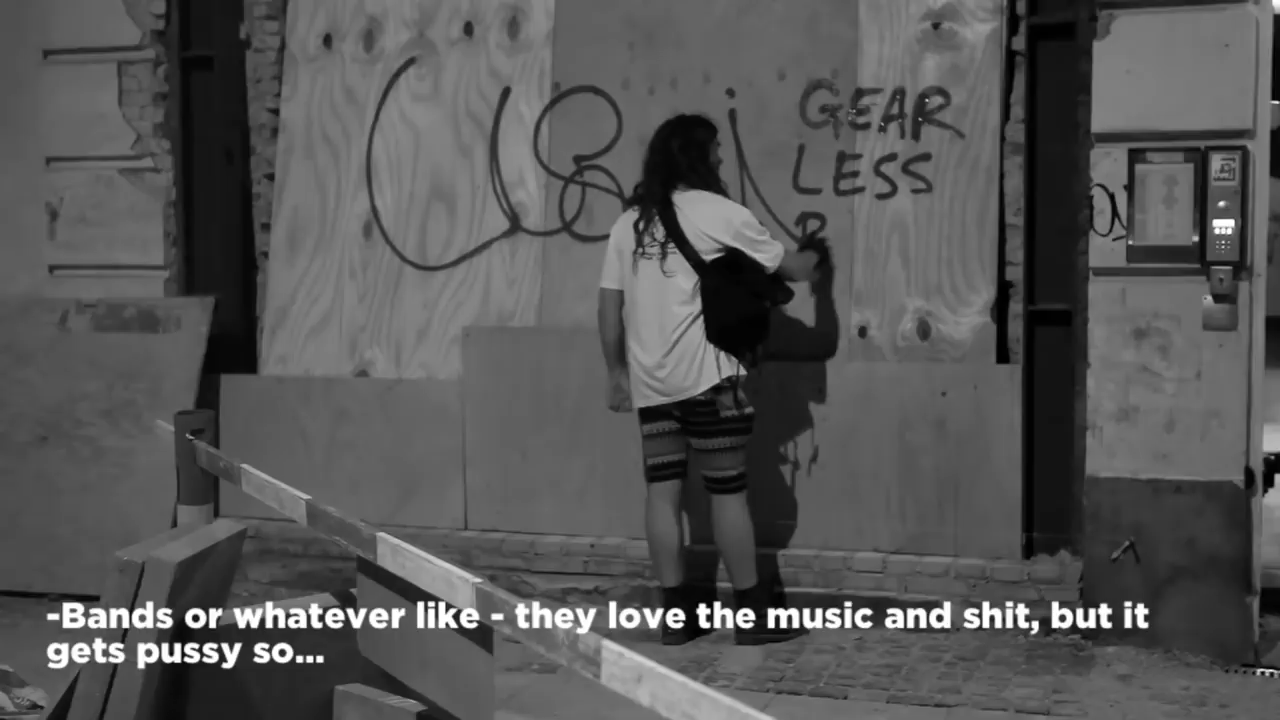 GEAR
LESS
-Bands or whatever like - they love the music and shit, but it
gets pussy so...